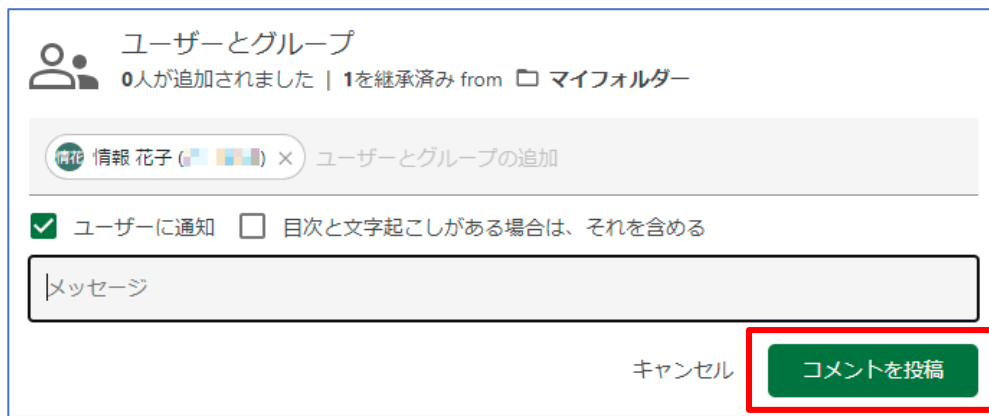 ユーザーとグループ
0人が追加されました | 1を継承済み from マイフォルダー
情花 情報 花子 ( ) × ユーザーとグループの追加
ユーザーに通知 目次と文字起こしがある場合は、それを含める
メッセージ
キャンセル コメントを投稿